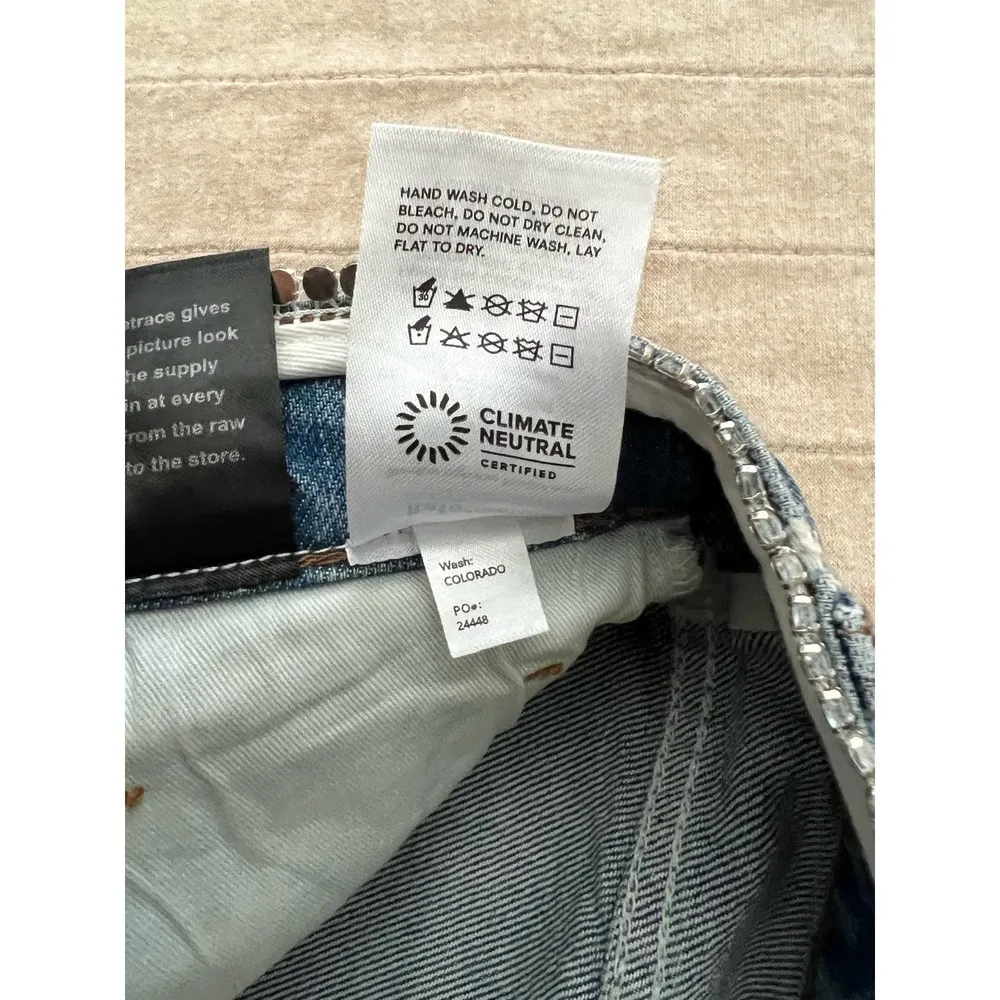 HAND WASH COLD, DO NOT
BLEACH, DO NOT DRY CLEAN,
DO NOT MACHINE WASH, LAY
FLAT TO DRY.
30
CLIMATE
NEUTRAL
CERTIFIED
etrace gives
picture look
he supply
in at every
from the raw
to the store.
Wash:
COLORADO
PO#:
24448